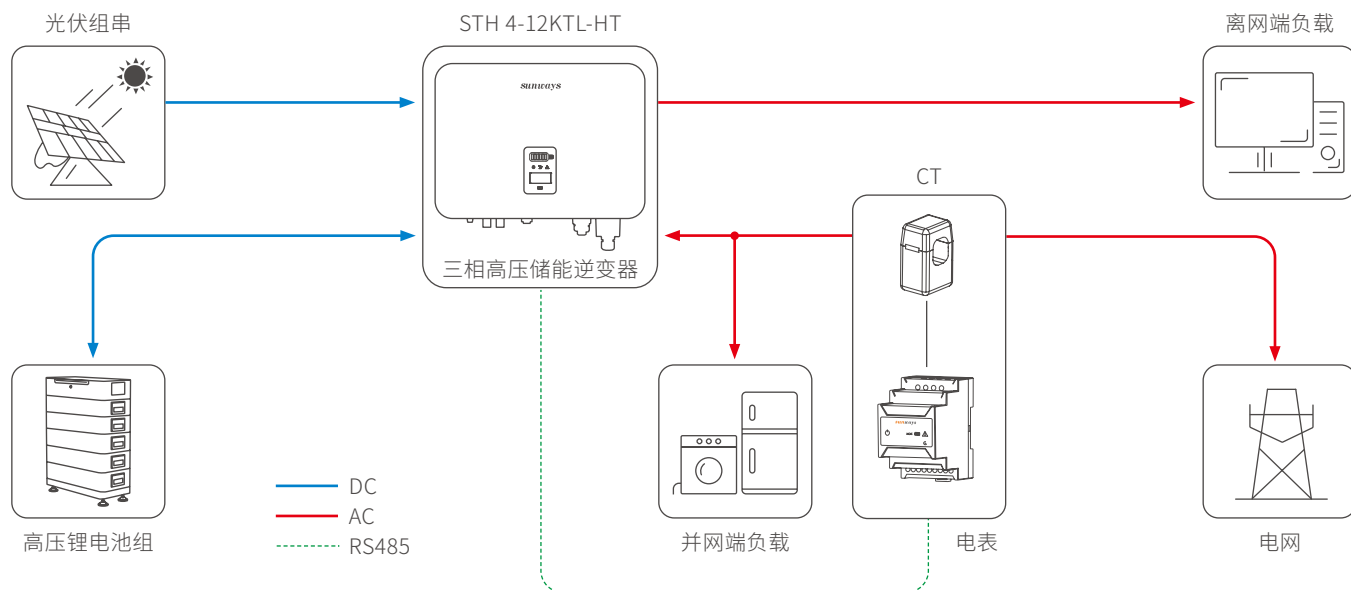 光伏组串
STH 4-12KTL-HT
离网端负载
sunways
CT
三相高压储能逆变器
sunways
DC
AC
RS485
高压锂电池组
并网端负载
电表
电网